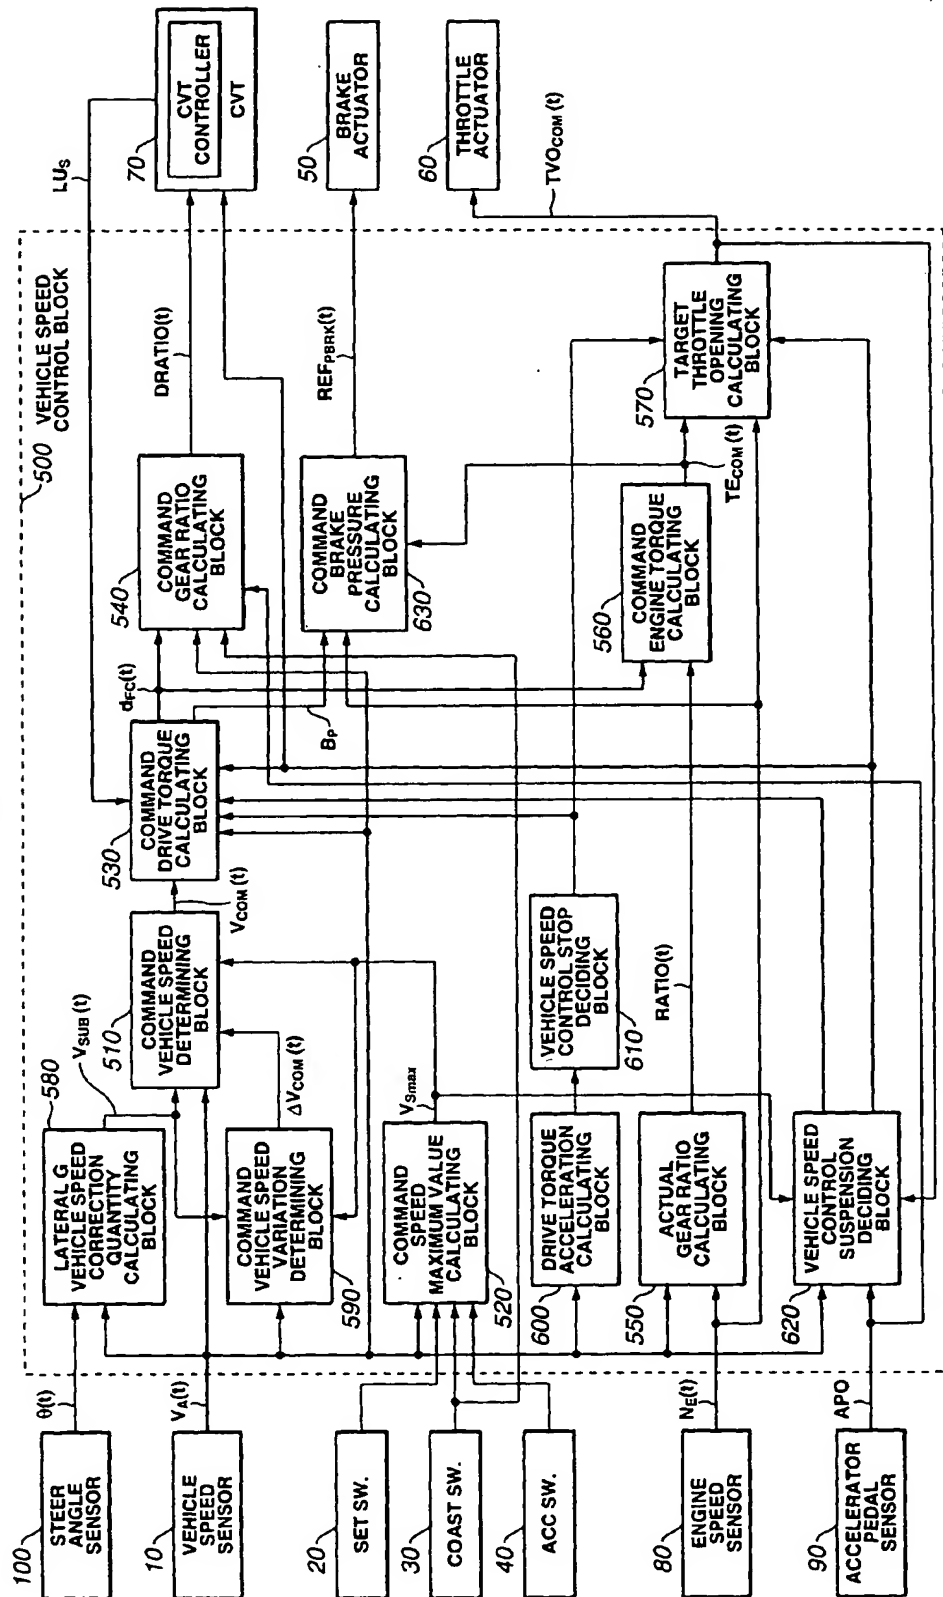 100
STEER
ANGLE
SENSOR
θ(t)
10
VEHICLE
SPEED
SENSOR
VA(t)
20
SET SW.
30
COAST SW.
40
ACC SW.
80
ENGINE
SPEED
SENSOR
NE(t)
90
ACCELERATOR
PEDAL
SENSOR
APO
500
VEHICLE SPEED
CONTROL BLOCK
580
LATERAL G
VEHICLE SPEED
CORRECTION
QUANTITY
CALCULATING
BLOCK
VSUB(t)
590
COMMAND
VEHICLE SPEED
VARIATION
DETERMINING
BLOCK
ΔVCOM(t)
520
COMMAND
SPEED
MAXIMUM VALUE
CALCULATING
BLOCK
VSmax
600
DRIVE TORQUE
ACCELERATION
CALCULATING
BLOCK
550
ACTUAL
GEAR RATIO
CALCULATING
BLOCK
RATIO(t)
620
VEHICLE SPEED
CONTROL
SUSPENSION
DECIDING
BLOCK
510
COMMAND
VEHICLE SPEED
DETERMINING
BLOCK
VCOM(t)
610
VEHICLE SPEED
CONTROL STOP
DECIDING
BLOCK
530
COMMAND
DRIVE TORQUE
CALCULATING
BLOCK
dFC(t)
BP
540
COMMAND
GEAR RATIO
CALCULATING
BLOCK
DRATIO(t)
630
COMMAND
BRAKE
PRESSURE
CALCULATING
BLOCK
REFPBRK(t)
560
COMMAND
ENGINE TORQUE
CALCULATING
BLOCK
TECOM(t)
570
TARGET
THROTTLE
OPENING
CALCULATING
BLOCK
TVOCOM(t)
LUS
70
CVT
CONTROLLER
CVT
50
BRAKE
ACTUATOR
60
THROTTLE
ACTUATOR